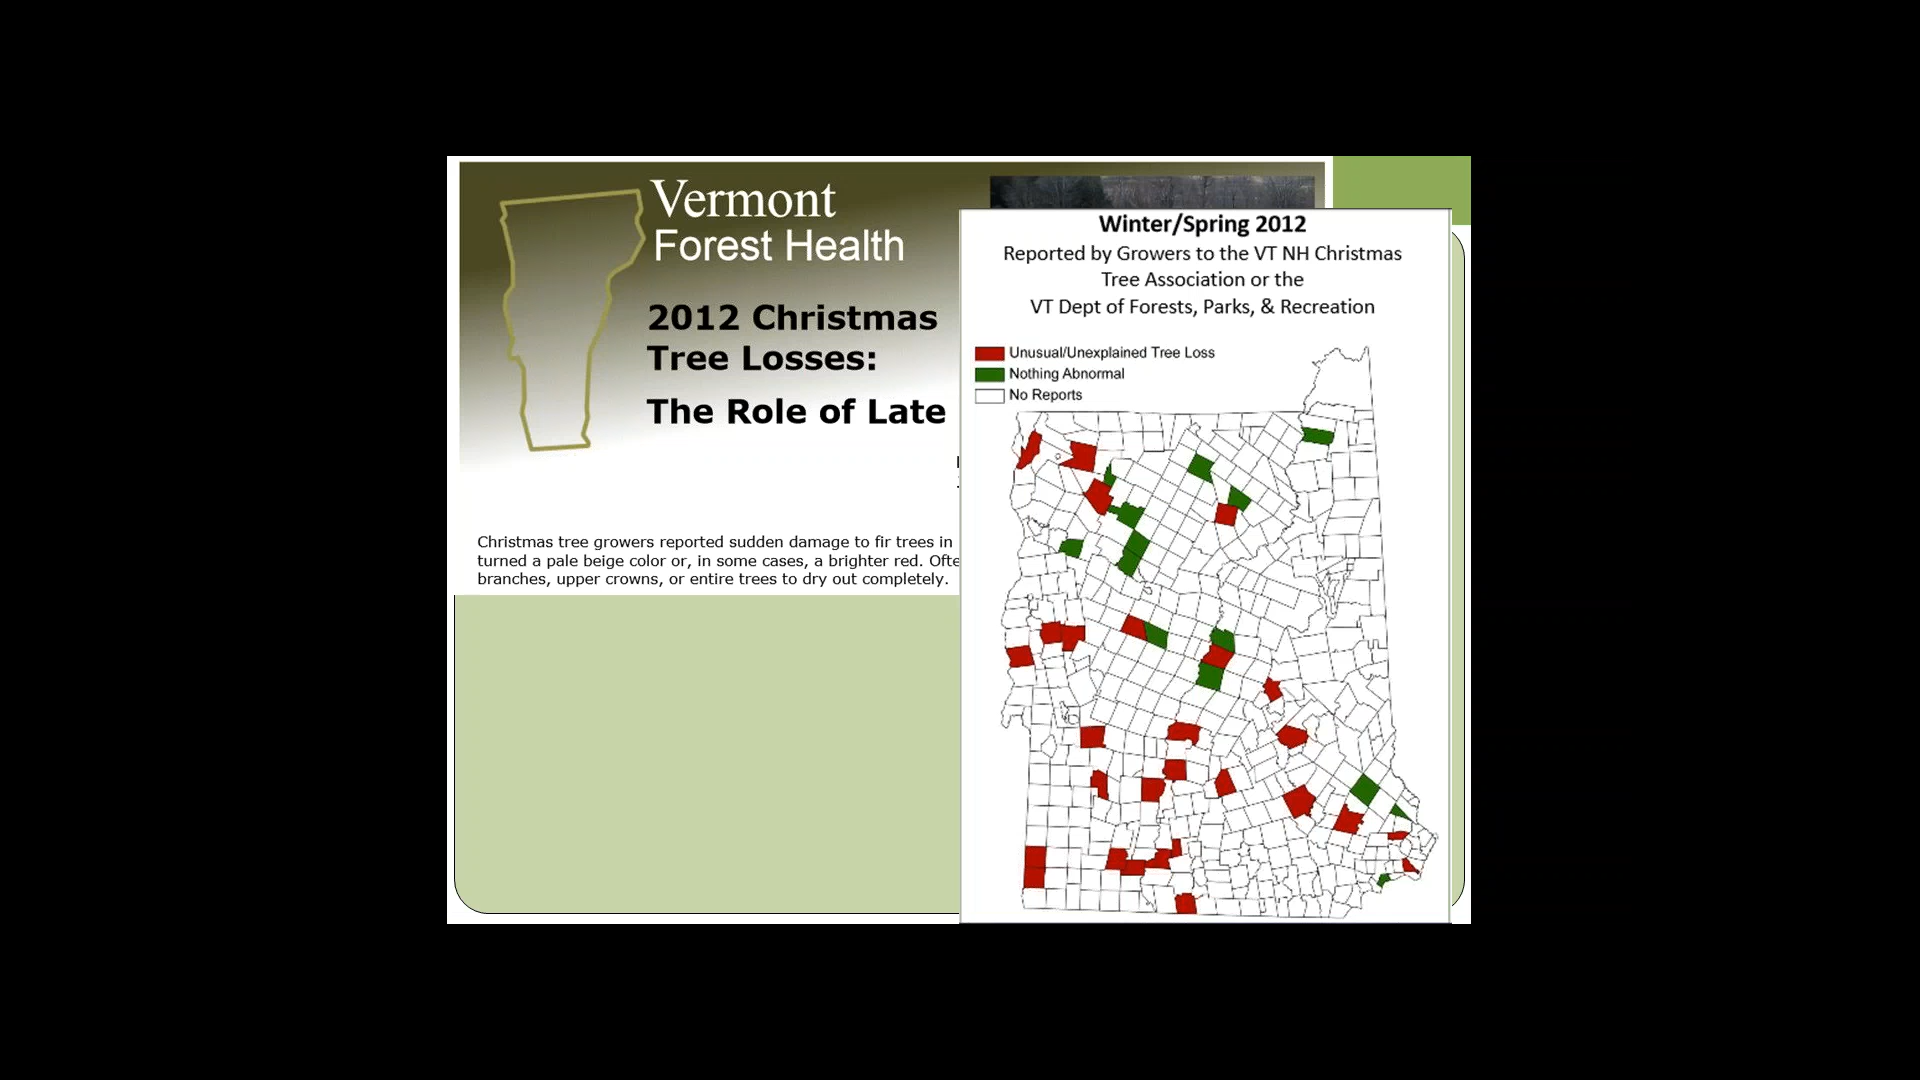 Vermont
Forest Health
2012 Christmas
Tree Losses:
The Role of Late
Christmas tree growers reported sudden damage to fir trees in
turned a pale beige color or, in some cases, a brighter red. Ofte
branches, upper crowns, or entire trees to dry out completely.
Winter/Spring 2012
Reported by Growers to the VT NH Christmas
Tree Association or the
VT Dept of Forests, Parks, & Recreation
Unusual/Unexplained Tree Loss
Nothing Abnormal
No Reports